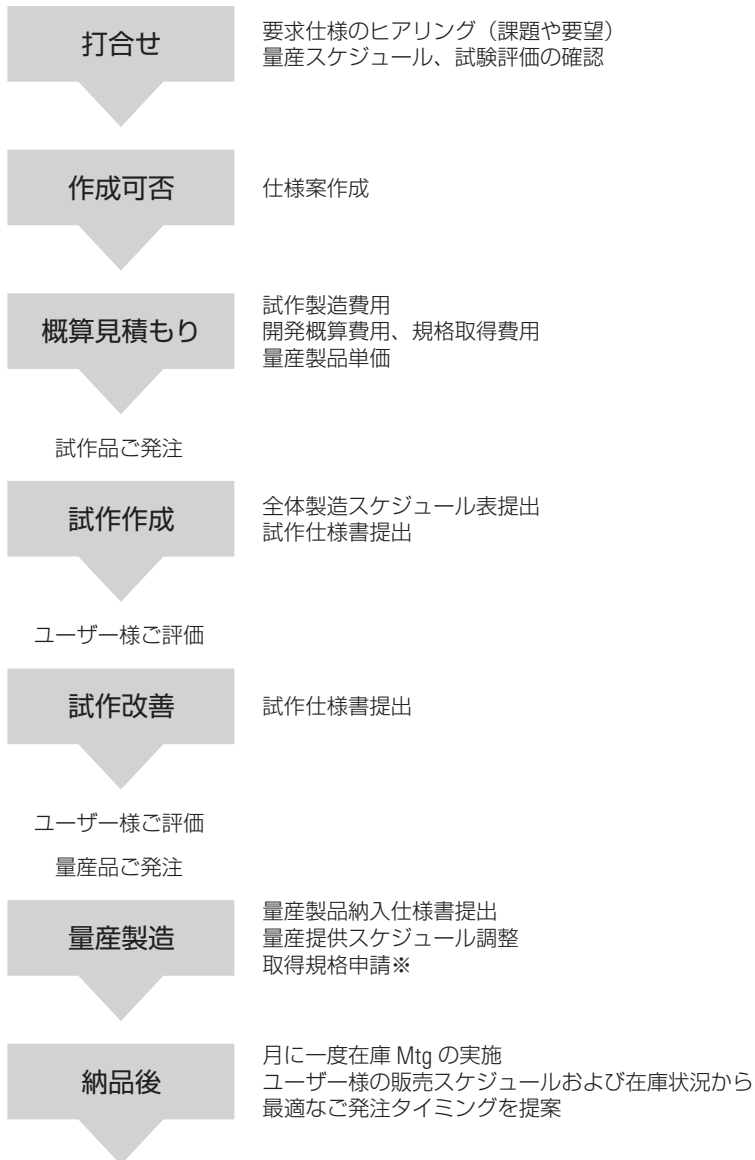 打合せ
要求仕様のヒアリング（課題や要望）
量産スケジュール、試験評価の確認
作成可否
仕様案作成
概算見積もり
試作製造費用
開発概算費用、規格取得費用
量産製品単価
試作品ご発注
試作作成
全体製造スケジュール表提出
試作仕様書提出
ユーザー様ご評価
試作改善
試作仕様書提出
ユーザー様ご評価
量産品ご発注
量産製造
量産製品納入仕様書提出
量産提供スケジュール調整
取得規格申請※
納品後
月に一度在庫 Mtg の実施
ユーザー様の販売スケジュールおよび在庫状況から
最適なご発注タイミングを提案